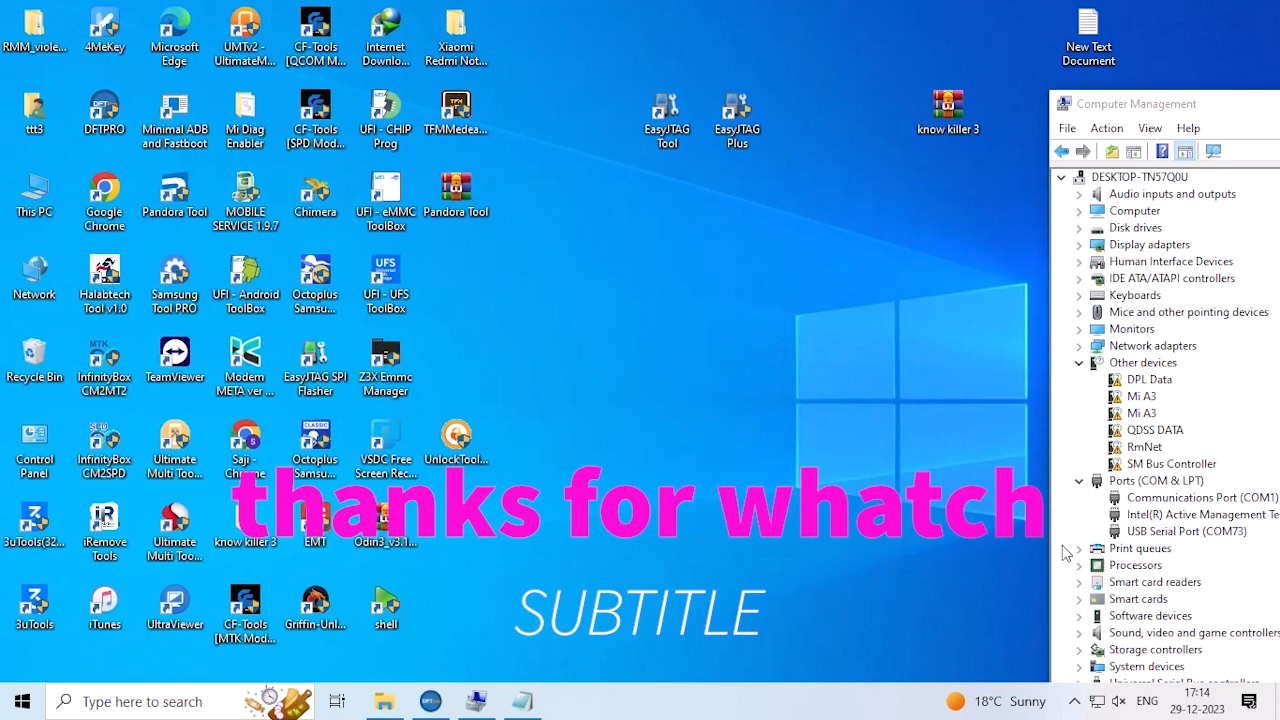 RMM_viole...
4MeKey
Microsoft
Edge
UMTv2 -
UltimateM...
CF-Tools
[QCOM M...
Internet
Downlo...
Xiaomi
Redmi Not...
New Text
Document
ttt3
DFTPRO
Minimal ADB
and Fastboot
Mi Diag
Enabler
CF-Tools
[SPD Mod...
UFI - CHIP
Prog
TFMMedea...
EasyJTAG
Tool
EasyJTAG
Plus
know killer 3
This PC
Google
Chrome
Pandora Tool
MOBILE
SERVICE 1.9.7
Chimera
UFI - eMMC
ToolBox
Pandora Tool
Network
Halabtech
Tool v1.0
Samsung
Tool PRO
UFI - Android
ToolBox
Octoplus
Samsu...
UFS
UFI - UFS
ToolBox
Recycle Bin
MTK
InfinityBox
CM2MT2
TeamViewer
Modem
META ver ...
EasyJTAG SPI
Flasher
Z3X Emmc
Manager
Control
Panel
InfinityBox
CM2SPD
Ultimate
Multi Too...
Saji -
Chrome
CLASSIC
Octoplus
Samsu...
VSDC Free
Screen Rec...
UnlockTool...
3uTools(32...
iRemove
Tools
Ultimate
Multi Too...
know killer 3
EMT
Odin3_v3.1...
3uTools
iTunes
UltraViewer
CF-Tools
[MTK Mod...
Griffin-Unl...
shell
thanks for whatch
SUBTITLE
Computer Management
File Action View Help
DESKTOP-TN57Q0U
Audio inputs and outputs
Computer
Disk drives
Display adapters
Human Interface Devices
IDE ATA/ATAPI controllers
Keyboards
Mice and other pointing devices
Monitors
Network adapters
Other devices
DPL Data
Mi A3
Mi A3
QDSS DATA
RmNet
SM Bus Controller
Ports (COM & LPT)
Communications Port (COM1)
Intel(R) Active Management Te
USB Serial Port (COM73)
Print queues
Processors
Smart card readers
Smart cards
Software devices
Sound, video and game controllers
Storage controllers
System devices
Type here to search
18°C Sunny
ENG
17:14
29-12-2023